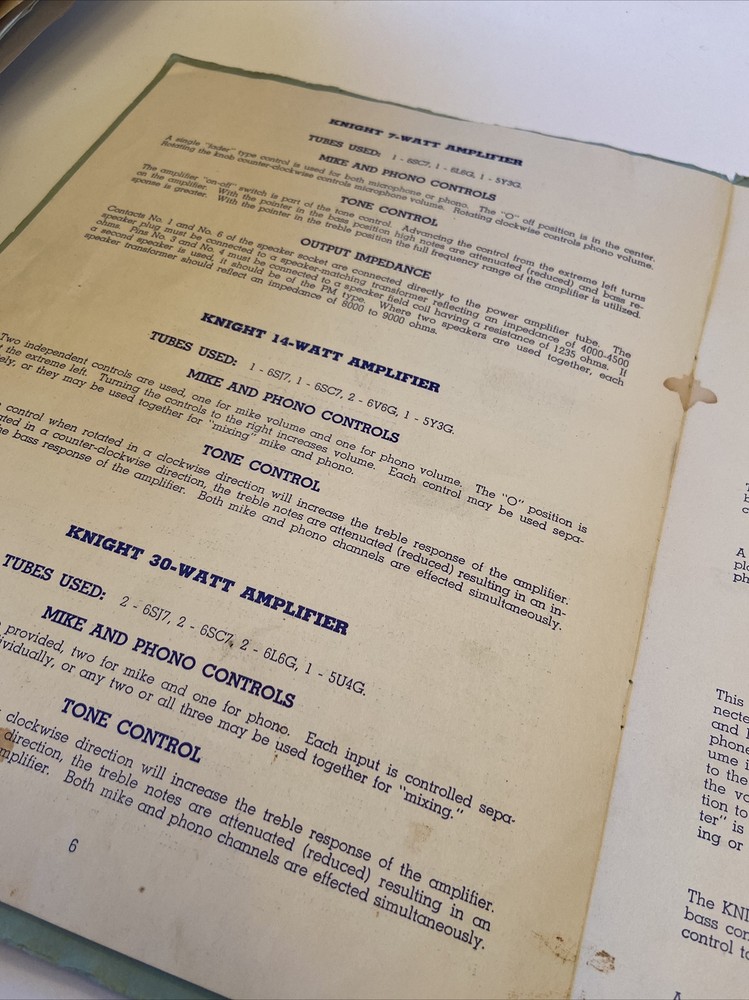 KNIGHT 7-WATT AMPLIFIER
TUBES USED: 1 - 6SC7, 1 - 6L6G, 1 - 5Y3G.
MIKE AND PHONO CONTROLS
A single "fader" type control is used for both microphone or phono. The "O" off position is in the center.
Rotating the knob counter-clockwise controls microphone volume. Rotating clockwise controls phono volume.
TONE CONTROL
The amplifier "on-off" switch is part of the tone control. Advancing the control from the extreme left turns
on the amplifier. With the pointer in the bass position high notes are attenuated (reduced) and bass re-
sponse is greater. With the pointer in the treble position the full frequency range of the amplifier is utilized.
OUTPUT IMPEDANCE
Contacts No. 1 and No. 6 of the speaker socket are connected directly to the power amplifier tube. The
speaker plug must be connected to a speaker-matching transformer reflecting an impedance of 4000-4500
ohms. Pins No. 3 and No. 4 must be connected to a speaker field coil having a resistance of 1235 ohms. If
a second speaker is used, it should be of the PM type. Where two speakers are used together, each
speaker transformer should reflect an impedance of 8000 to 9000 ohms.
KNIGHT 14-WATT AMPLIFIER
TUBES USED: 1 - 6SJ7, 1 - 6SC7, 2 - 6V6G, 1 - 5Y3G.
MIKE AND PHONO CONTROLS
Two independent controls are used, one for mike volume and one for phono volume. The "O" position is
the extreme left. Turning the controls to the right increases volume. Each control may be used sepa-
ely, or they may be used together for "mixing" mike and phono.
TONE CONTROL
control when rotated in a clockwise direction will increase the treble response of the amplifier.
ted in a counter-clockwise direction, the treble notes are attenuated (reduced) resulting in an in-
e bass response of the amplifier. Both mike and phono channels are effected simultaneously.
KNIGHT 30-WATT AMPLIFIER
TUBES USED: 2 - 6SJ7, 2 - 6SC7, 2 - 6L6G, 1 - 5U4G.
MIKE AND PHONO CONTROLS
provided, two for mike and one for phono. Each input is controlled sepa-
ividually, or any two or all three may be used together for "mixing."
TONE CONTROL
clockwise direction will increase the treble response of the amplifier.
direction, the treble notes are attenuated (reduced) resulting in an
mplifier. Both mike and phono channels are effected simultaneously.
6
A
pla
ph
This
necte
and
phone
ume i
to the
the vo
tion to
ter" is
ing or
The KNI
bass con
control to
A